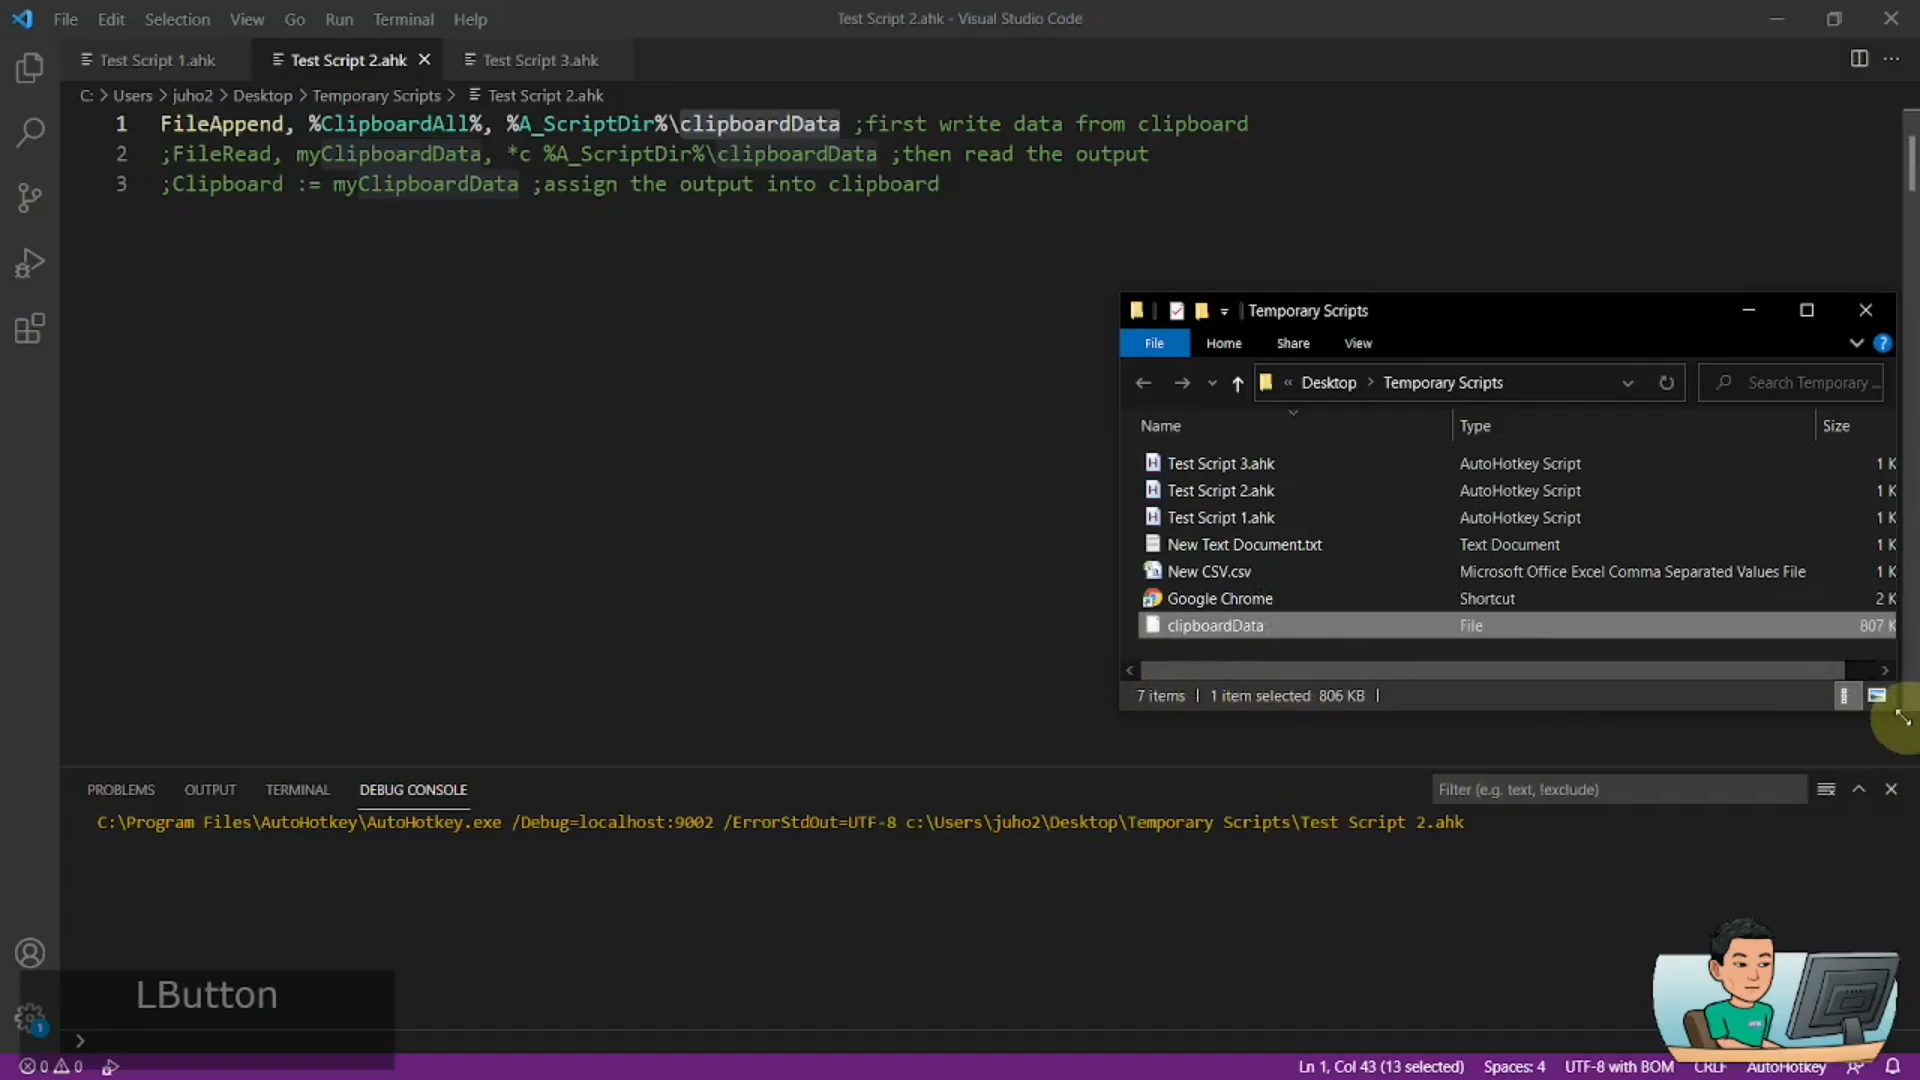 File Edit Selection View Go Run Terminal Help
Test Script 2.ahk - Visual Studio Code
Test Script 1.ahk
Test Script 2.ahk
Test Script 3.ahk
C: > Users > juho2 > Desktop > Temporary Scripts > Test Script 2.ahk
1 FileAppend, %ClipboardAll%, %A_ScriptDir%\clipboardData ;first write data from clipboard
2 ;FileRead, myClipboardData, *c %A_ScriptDir%\clipboardData ;then read the output
3 ;Clipboard := myClipboardData ;assign the output into clipboard
Temporary Scripts
File Home Share View
« Desktop > Temporary Scripts
Search Temporary ...
Name Type Size
Test Script 3.ahk AutoHotkey Script 1 K
Test Script 2.ahk AutoHotkey Script 1 K
Test Script 1.ahk AutoHotkey Script 1 K
New Text Document.txt Text Document 1 K
New CSV.csv Microsoft Office Excel Comma Separated Values File 1 K
Google Chrome Shortcut 2 K
clipboardData File 807 K
7 items | 1 item selected 806 KB |
PROBLEMS OUTPUT TERMINAL DEBUG CONSOLE
Filter (e.g. text, !exclude)
C:\Program Files\AutoHotkey\AutoHotkey.exe /Debug=localhost:9002 /ErrorStdOut=UTF-8 c:\Users\juho2\Desktop\Temporary Scripts\Test Script 2.ahk
LButton
1
0 0
Ln 1, Col 43 (13 selected) Spaces: 4 UTF-8 with BOM CRLF AutoHotkey